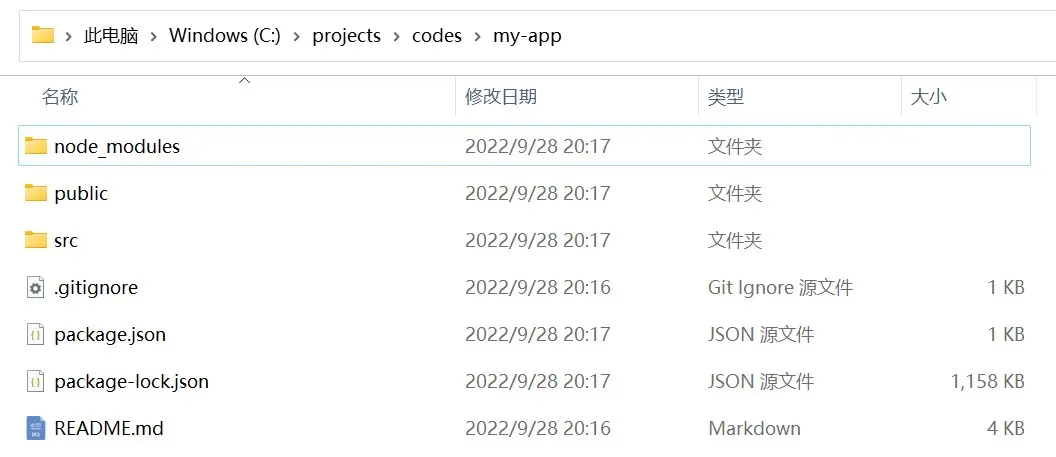 此电脑 > Windows (C:) > projects > codes > my-app
名称 修改日期 类型 大小
node_modules 2022/9/28 20:17 文件夹
public 2022/9/28 20:17 文件夹
src 2022/9/28 20:17 文件夹
.gitignore 2022/9/28 20:16 Git Ignore 源文件 1 KB
package.json 2022/9/28 20:17 JSON 源文件 1 KB
package-lock.json 2022/9/28 20:17 JSON 源文件 1,158 KB
README.md 2022/9/28 20:16 Markdown 4 KB